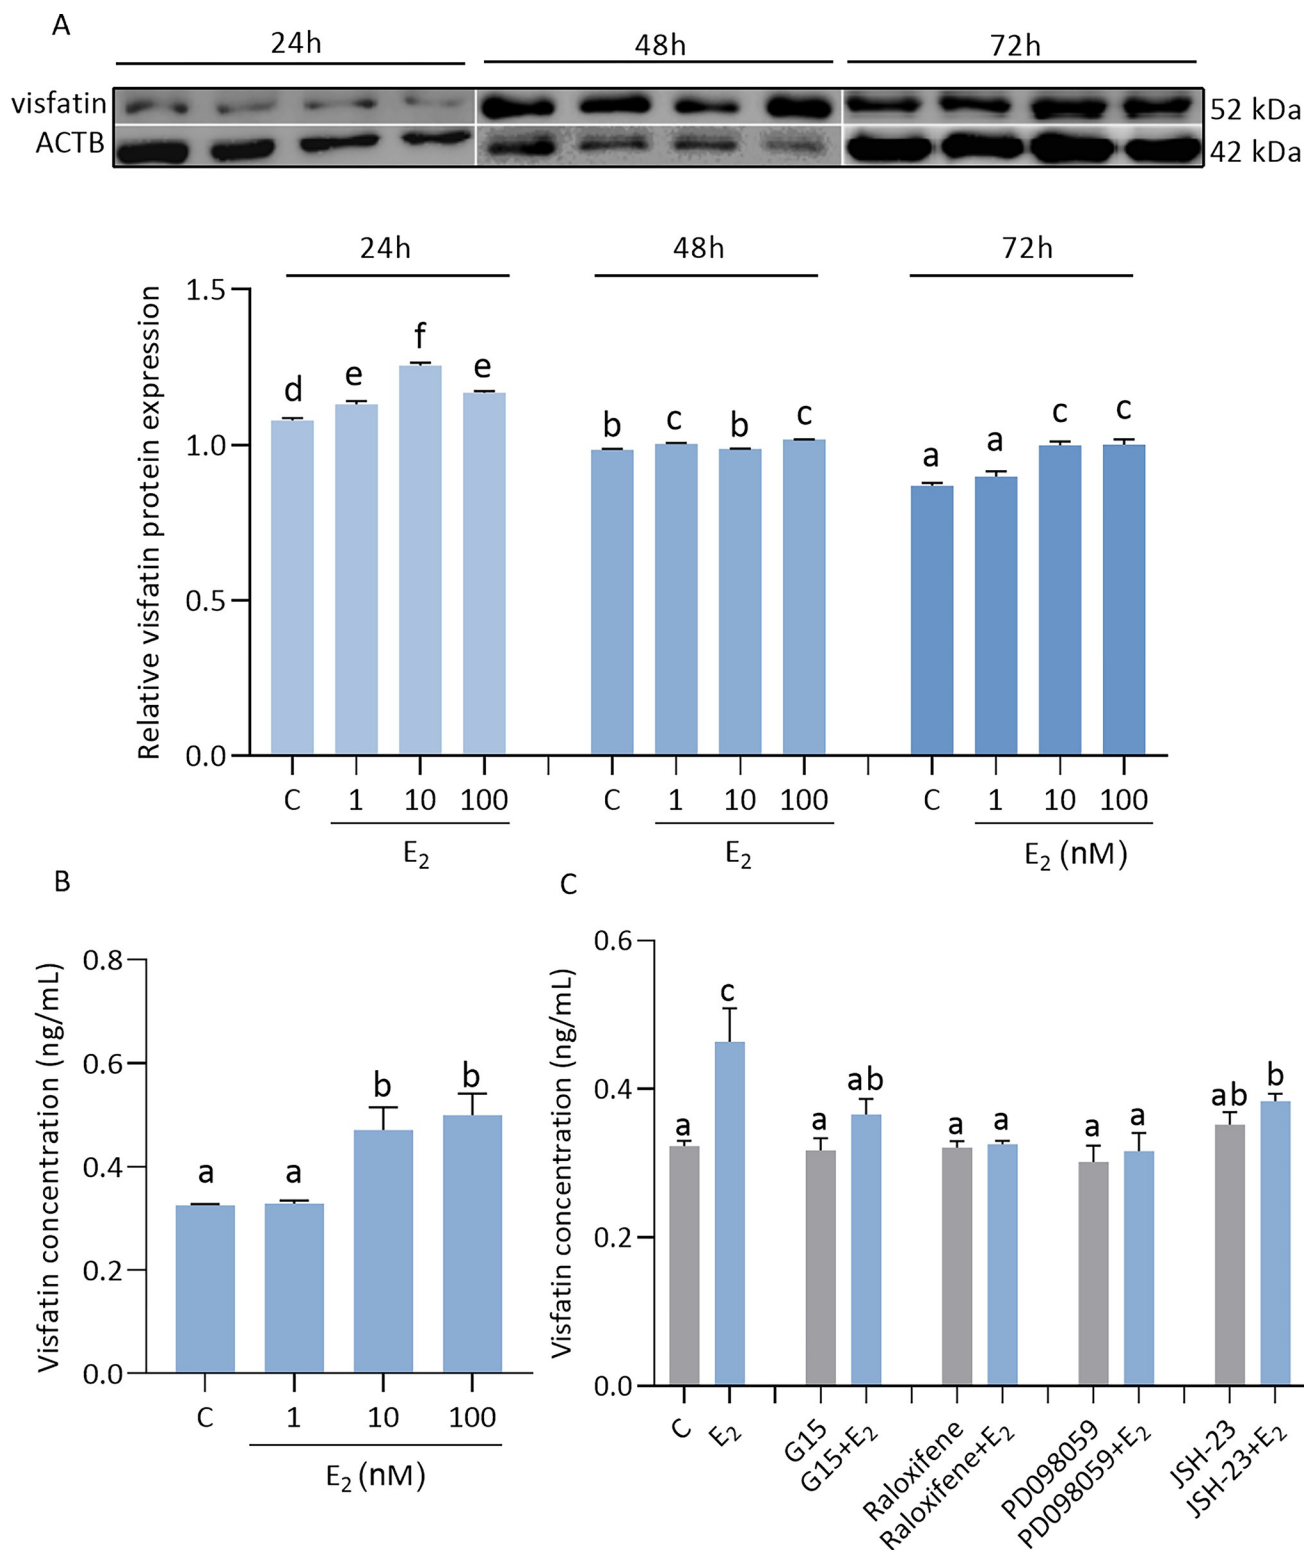 A
24h 48h 72h
visfatin 52 kDa
ACTB 42 kDa
24h 48h 72h
Relative visfatin protein expression
1.5
1.0
0.5
0.0
d e f e b c b c a a c c
C 1 10 100 C 1 10 100 C 1 10 100
E₂ E₂ E₂ (nM)
B
Visfatin concentration (ng/mL)
0.8
0.6
0.4
0.2
0.0
a a b b
C 1 10 100
E₂ (nM)
C
Visfatin concentration (ng/mL)
0.6
0.4
0.2
0.0
a c a ab a a a a ab b
C
E₂
G15
G15+E₂
Raloxifene
Raloxifene+E₂
PD098059
PD098059+E₂
JSH-23
JSH-23+E₂